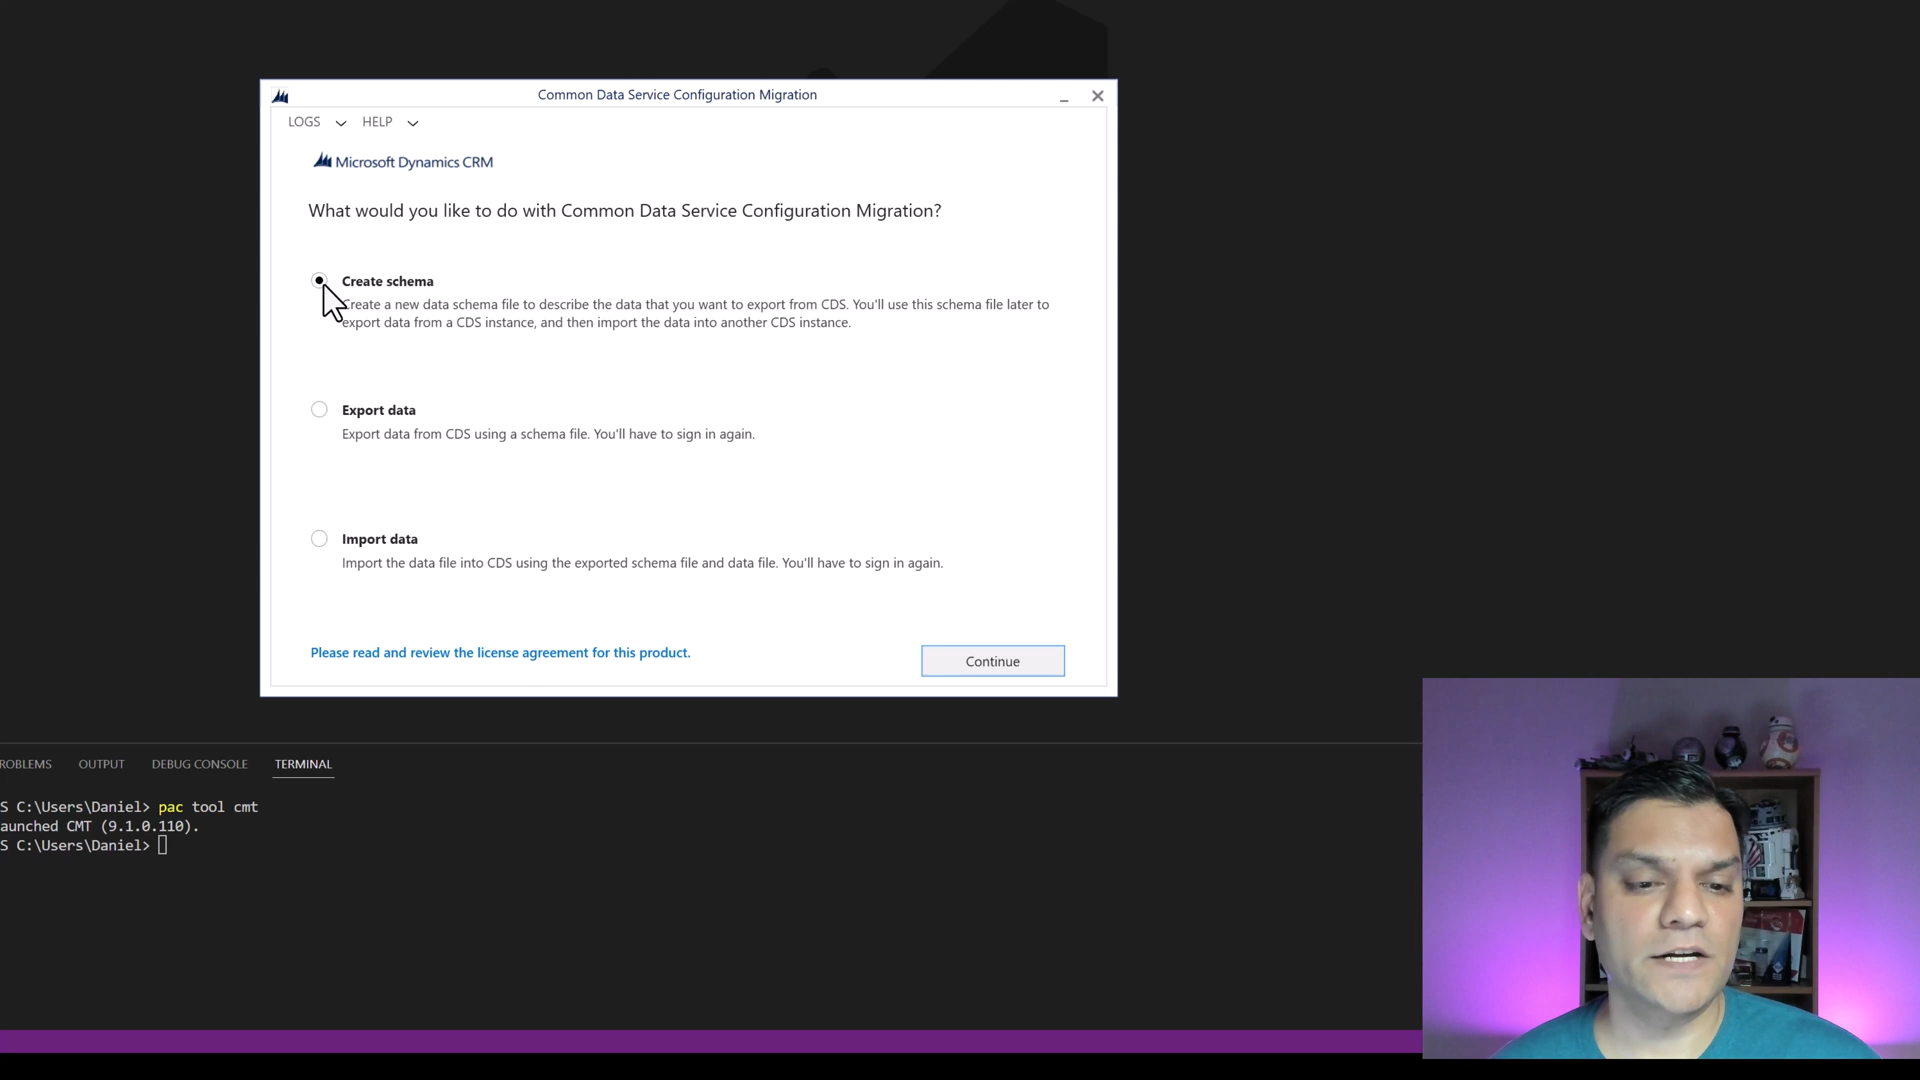 Common Data Service Configuration Migration
LOGS HELP
Microsoft Dynamics CRM
What would you like to do with Common Data Service Configuration Migration?
Create schema
Create a new data schema file to describe the data that you want to export from CDS. You'll use this schema file later to
export data from a CDS instance, and then import the data into another CDS instance.
Export data
Export data from CDS using a schema file. You'll have to sign in again.
Import data
Import the data file into CDS using the exported schema file and data file. You'll have to sign in again.
Please read and review the license agreement for this product.
Continue
ROBLEMS OUTPUT DEBUG CONSOLE TERMINAL
S C:\Users\Daniel> pac tool cmt
aunched CMT (9.1.0.110).
S C:\Users\Daniel>